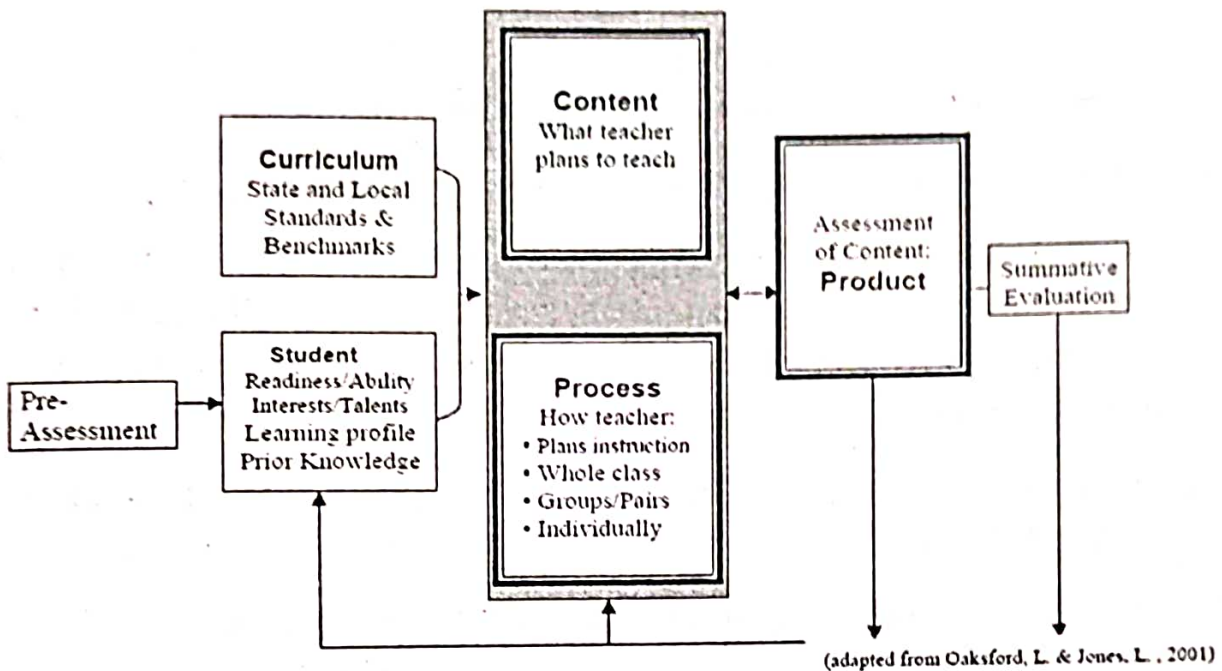 Pre-
Assessment
Curriculum
State and Local
Standards &
Benchmarks
Student
Readiness/Ability
Interests/Talents
Learning profile
Prior Knowledge
Content
What teacher
plans to teach
Process
How teacher:
• Plans instruction
• Whole class
• Groups/Pairs
• Individually
Assessment
of Content:
Product
Summative
Evaluation
(adapted from Oaksford, L. & Jones, L., 2001)